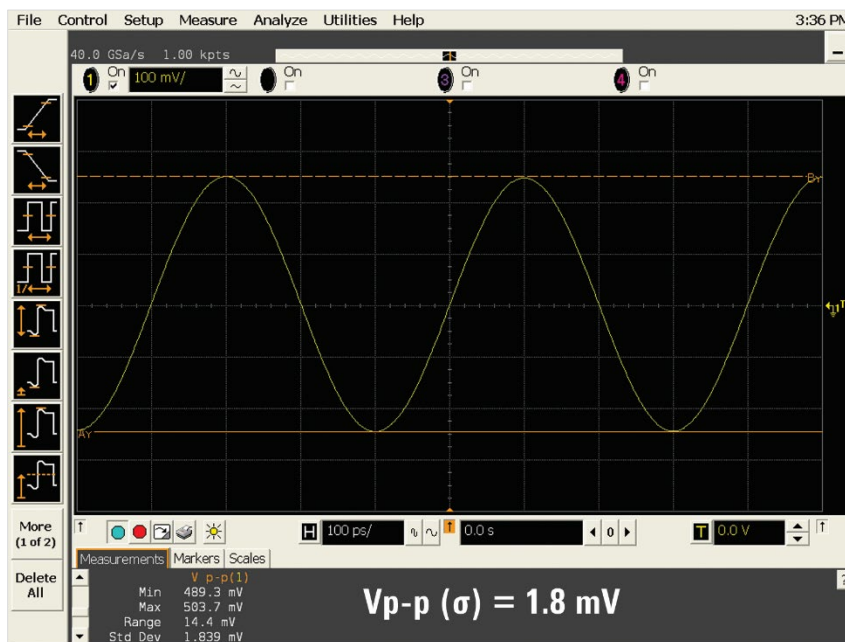 File Control Setup Measure Analyze Utilities Help 3:36 PM
40.0 GSa/s 1.00 kpts
1 On 100 mV/ On 3 On 4 On
By
T
Ay
More
(1 of 2)
Delete
All
H 100 ps/ 0.0 s 0 T 0.0 V
Measurements Markers Scales
V p-p(1)
Min 489.3 mV
Max 503.7 mV
Range 14.4 mV
Std Dev 1.839 mV
Vp-p (σ) = 1.8 mV
?